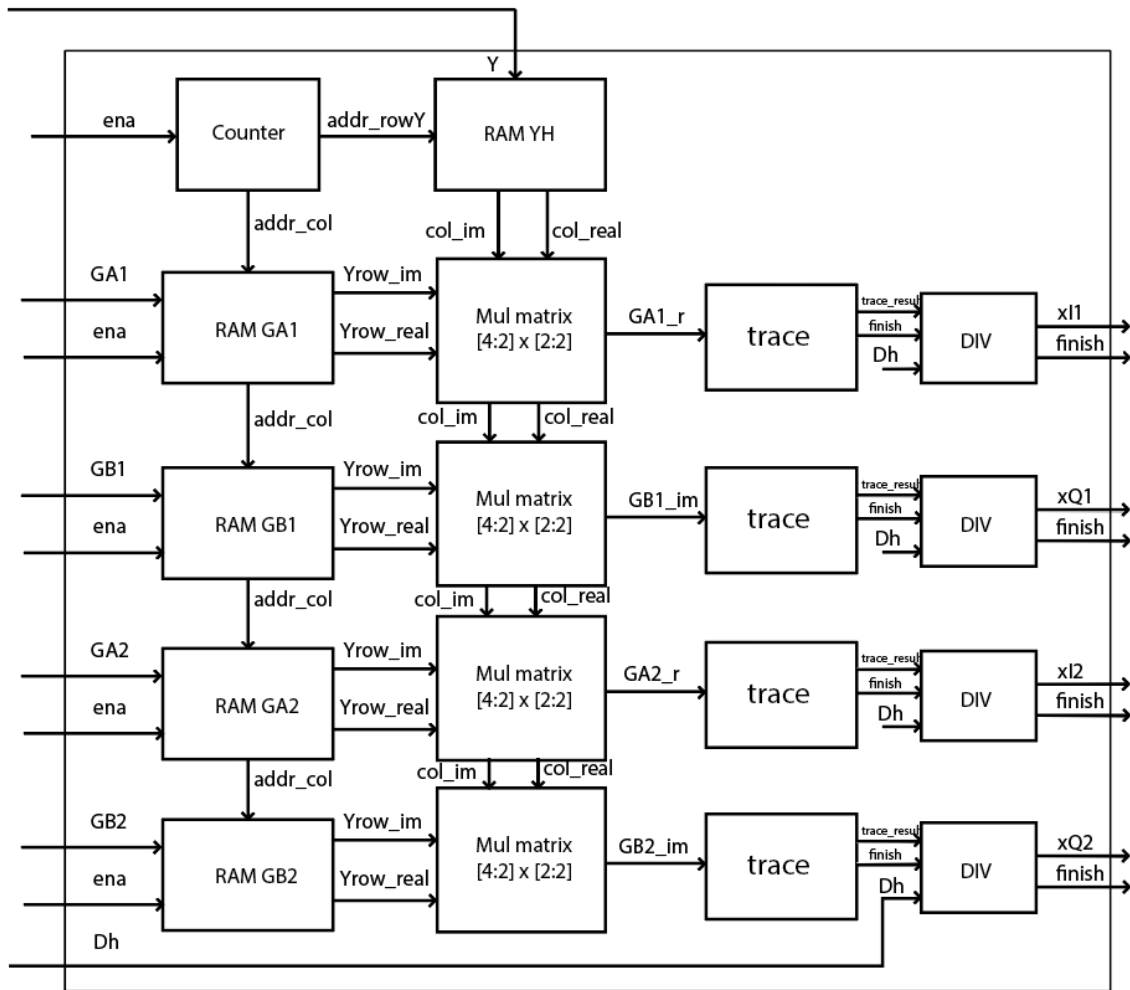 Y
ena
Counter
addr_rowY
RAM YH
addr_col
col_im
col_real
GA1
ena
RAM GA1
Yrow_im
Yrow_real
Mul matrix
[4:2] x [2:2]
GA1_r
trace
trace_result
finish
Dh
DIV
xI1
finish
addr_col
col_im
col_real
GB1
ena
RAM GB1
Yrow_im
Yrow_real
Mul matrix
[4:2] x [2:2]
GB1_im
trace
trace_result
finish
Dh
DIV
xQ1
finish
addr_col
col_im
col_real
GA2
ena
RAM GA2
Yrow_im
Yrow_real
Mul matrix
[4:2] x [2:2]
GA2_r
trace
trace_result
finish
Dh
DIV
xI2
finish
addr_col
col_im
col_real
GB2
ena
RAM GB2
Yrow_im
Yrow_real
Mul matrix
[4:2] x [2:2]
GB2_im
trace
trace_result
finish
Dh
DIV
xQ2
finish
Dh